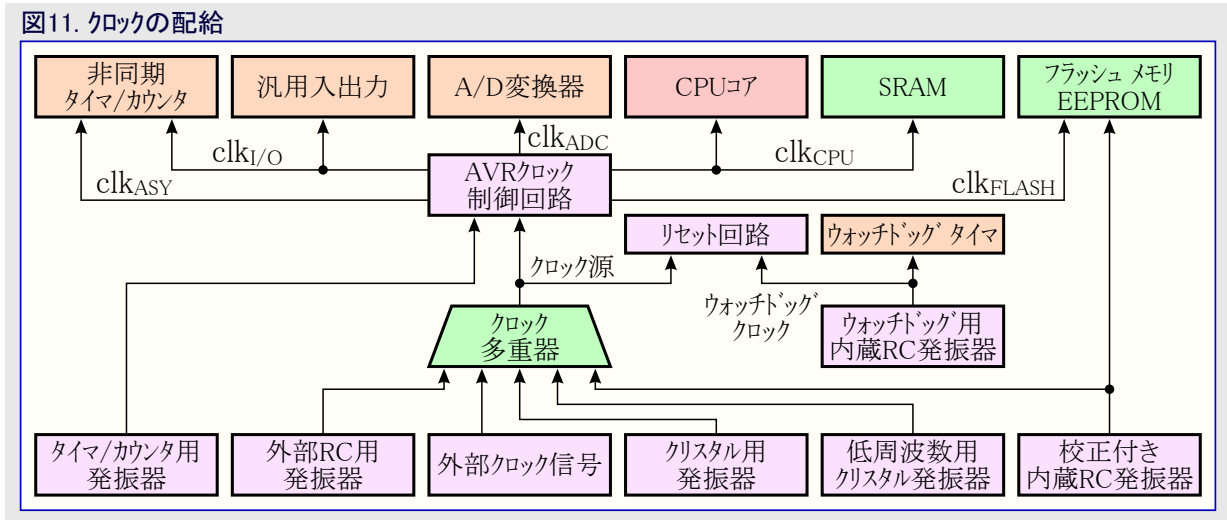 図11. クロックの配給
非同期
タイマ/カウンタ
汎用入出力
A/D変換器
CPUコア
SRAM
フラッシュ メモリ
EEPROM
clkI/O
clkADC
clkCPU
clkASY
AVRクロック
制御回路
clkFLASH
リセット回路
ウォッチドッグ タイマ
クロック源
ウォッチドッグ
クロック
クロック
多重器
ウォッチドッグ用
内蔵RC発振器
タイマ/カウンタ用
発振器
外部RC用
発振器
外部クロック信号
クリスタル用
発振器
低周波数用
クリスタル発振器
校正付き
内蔵RC発振器